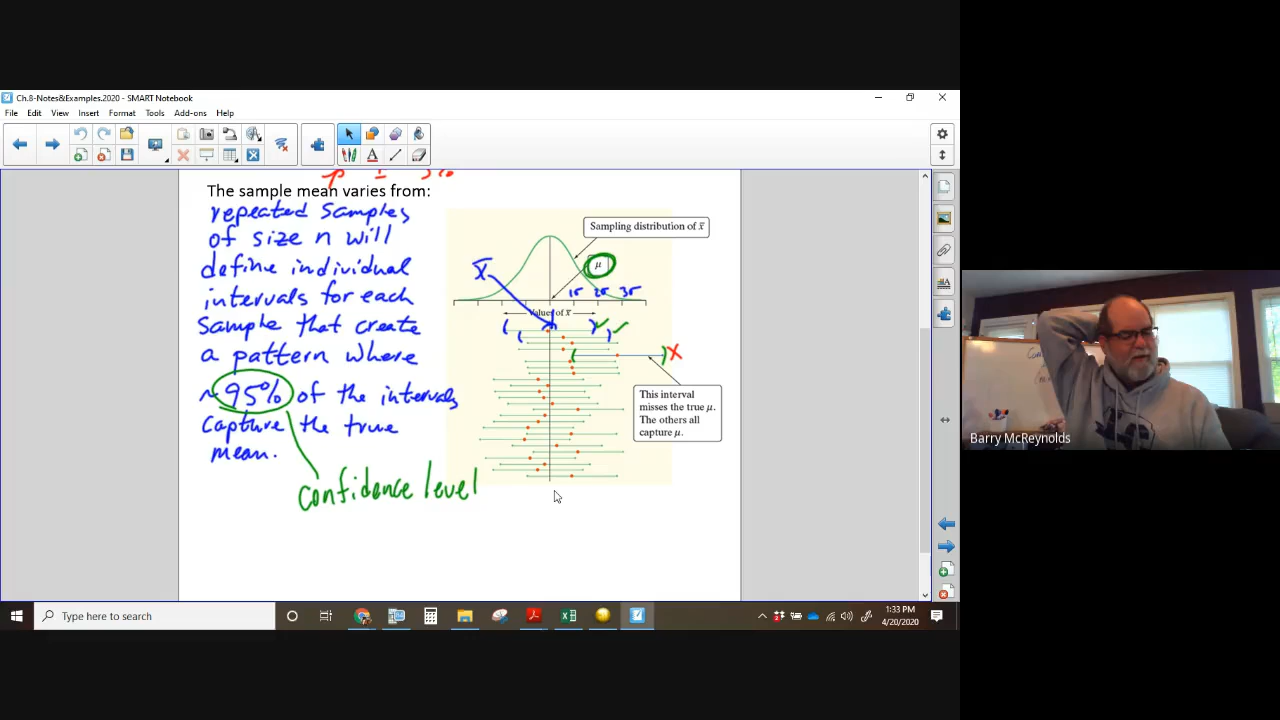 Ch.8-Notes&Examples.2020 - SMART Notebook
File Edit View Insert Format Tools Add-ons Help
The sample mean varies from:
repeated samples
of size n will
define individual
intervals for each
sample that create
a pattern where
~95% of the intervals
capture the true
mean.
confidence level
Sampling distribution of x̄
μ
x̄
1σ 2σ 3σ
Values of x̄
X
This interval
misses the true μ.
The others all
capture μ.
Barry McReynolds
Type here to search
1:33 PM
4/20/2020